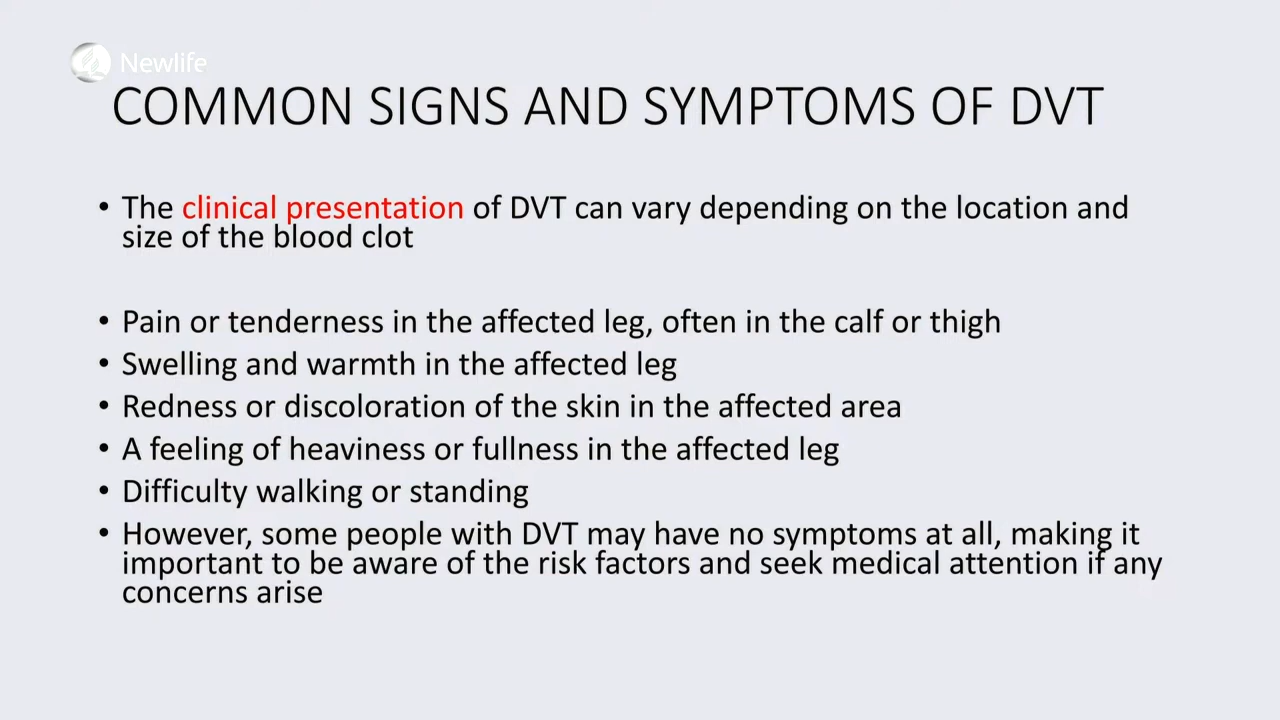 Newlife
COMMON SIGNS AND SYMPTOMS OF DVT
• The clinical presentation of DVT can vary depending on the location and
size of the blood clot
• Pain or tenderness in the affected leg, often in the calf or thigh
• Swelling and warmth in the affected leg
• Redness or discoloration of the skin in the affected area
• A feeling of heaviness or fullness in the affected leg
• Difficulty walking or standing
• However, some people with DVT may have no symptoms at all, making it
important to be aware of the risk factors and seek medical attention if any
concerns arise